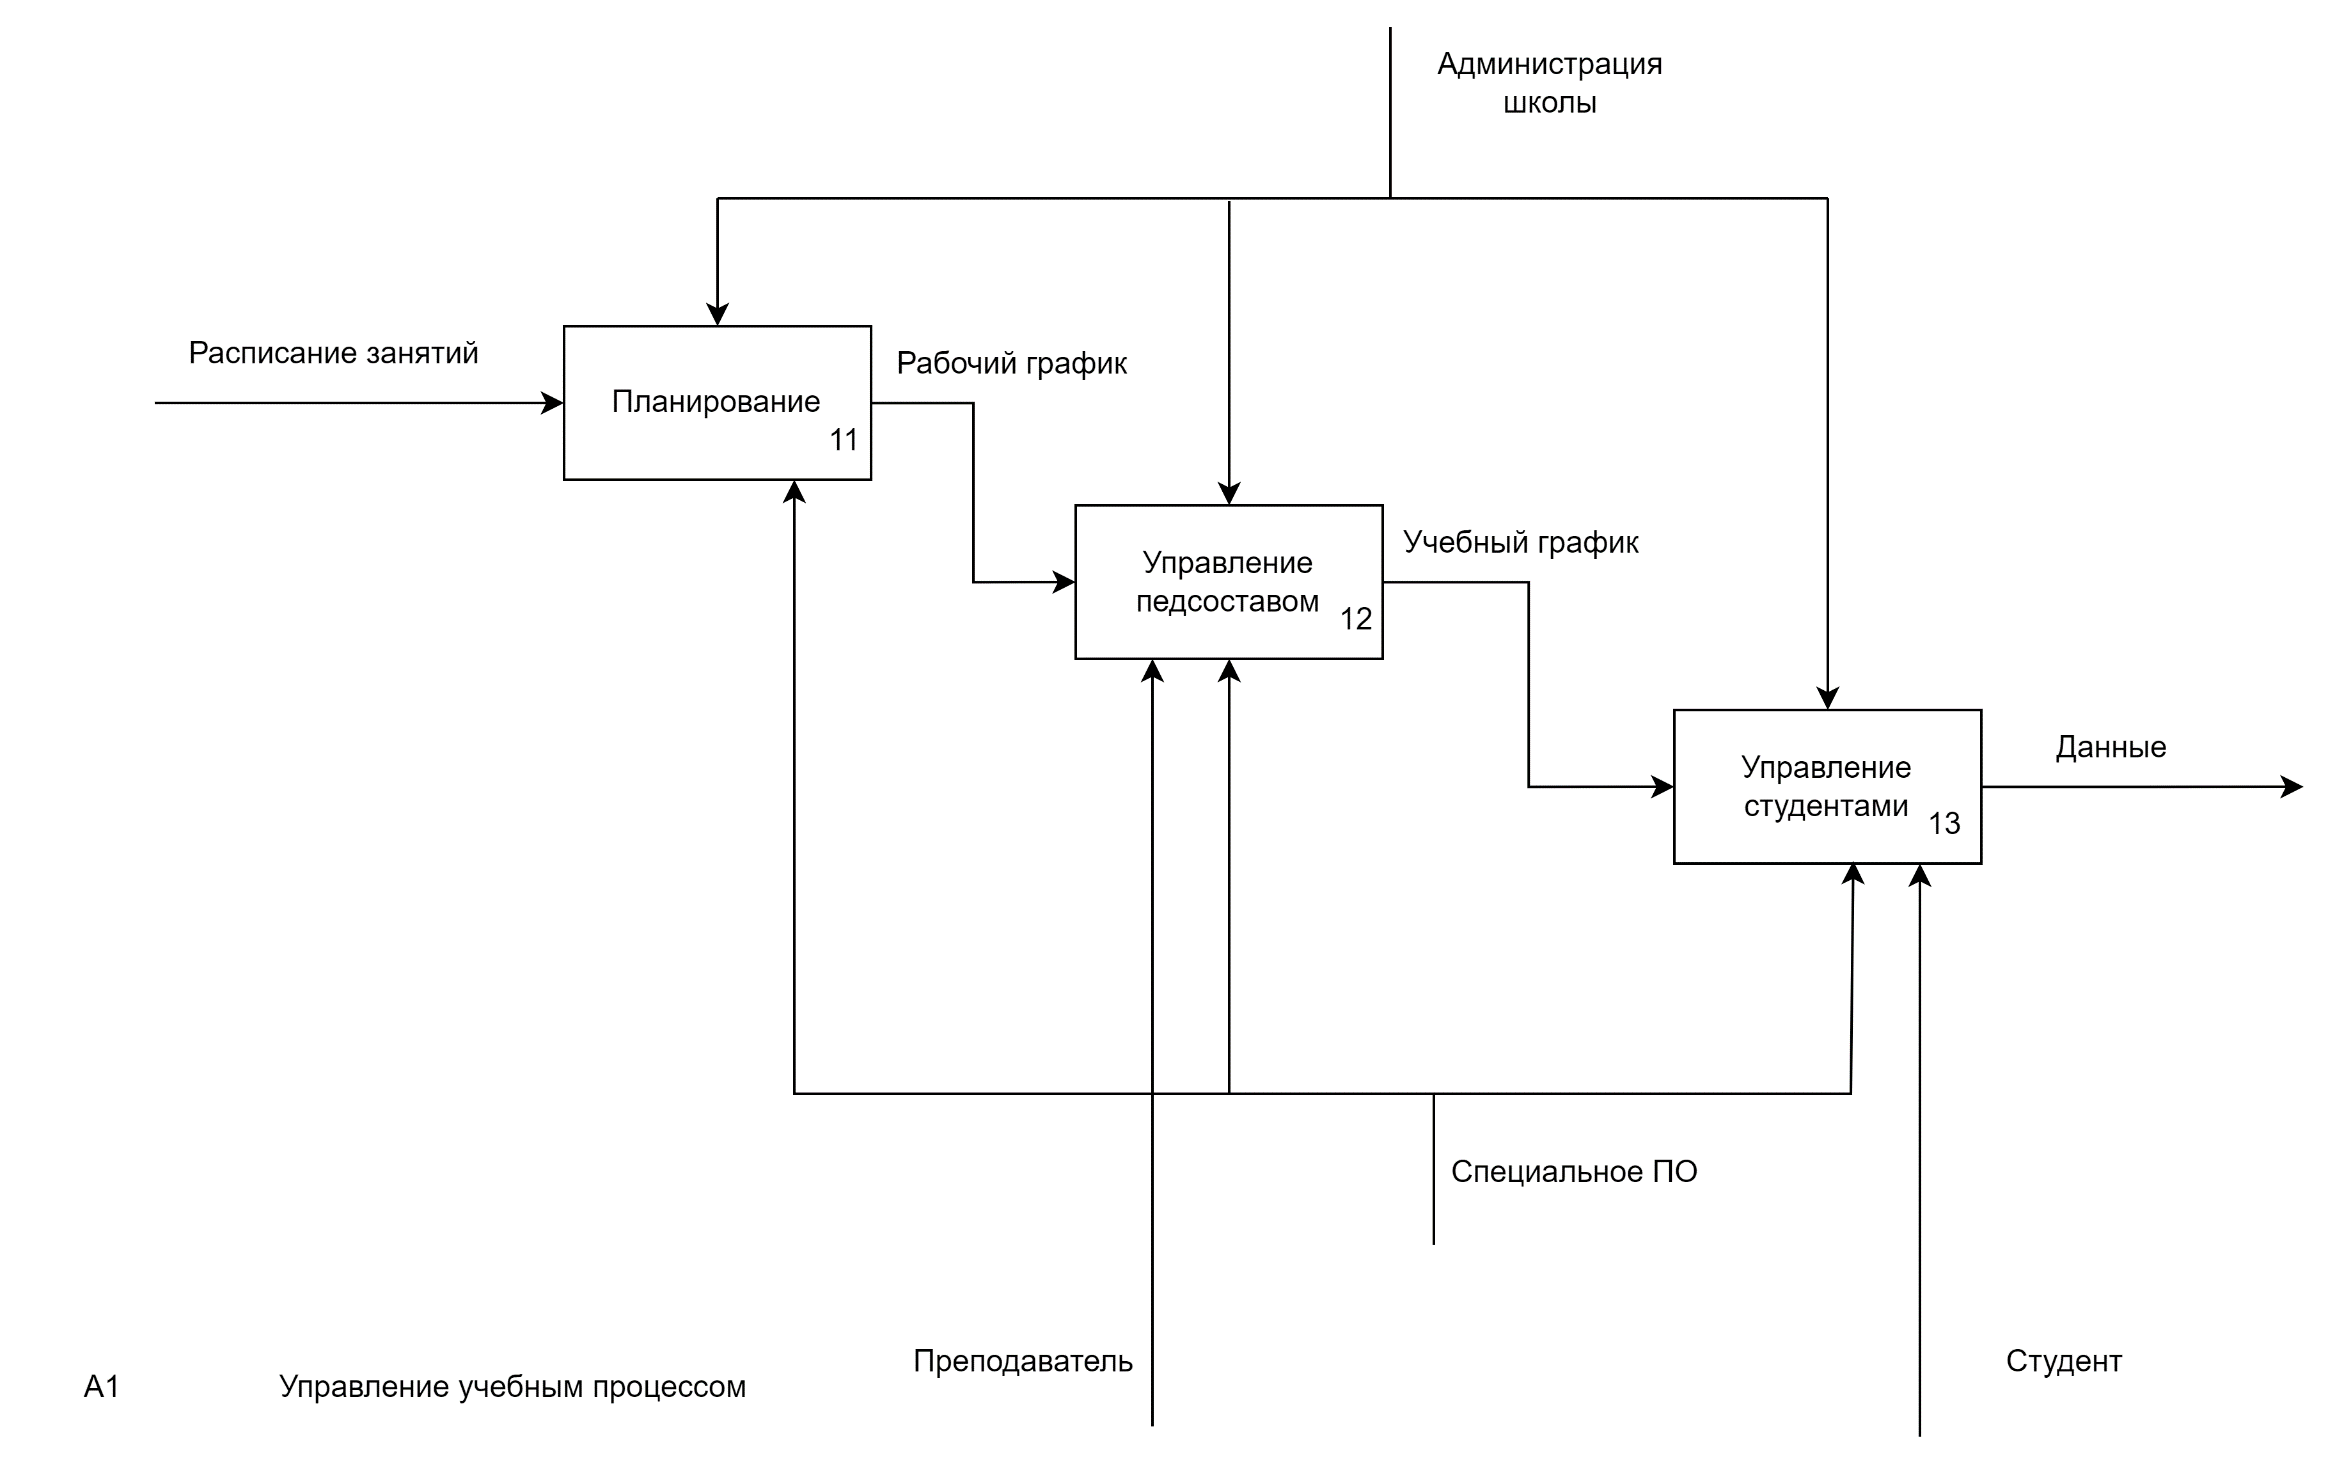 Администрация
школы
Расписание занятий
Рабочий график
Планирование
11
Учебный график
Управление
педсоставом
12
Данные
Управление
студентами
13
Специальное ПО
Преподаватель
Студент
А1
Управление учебным процессом